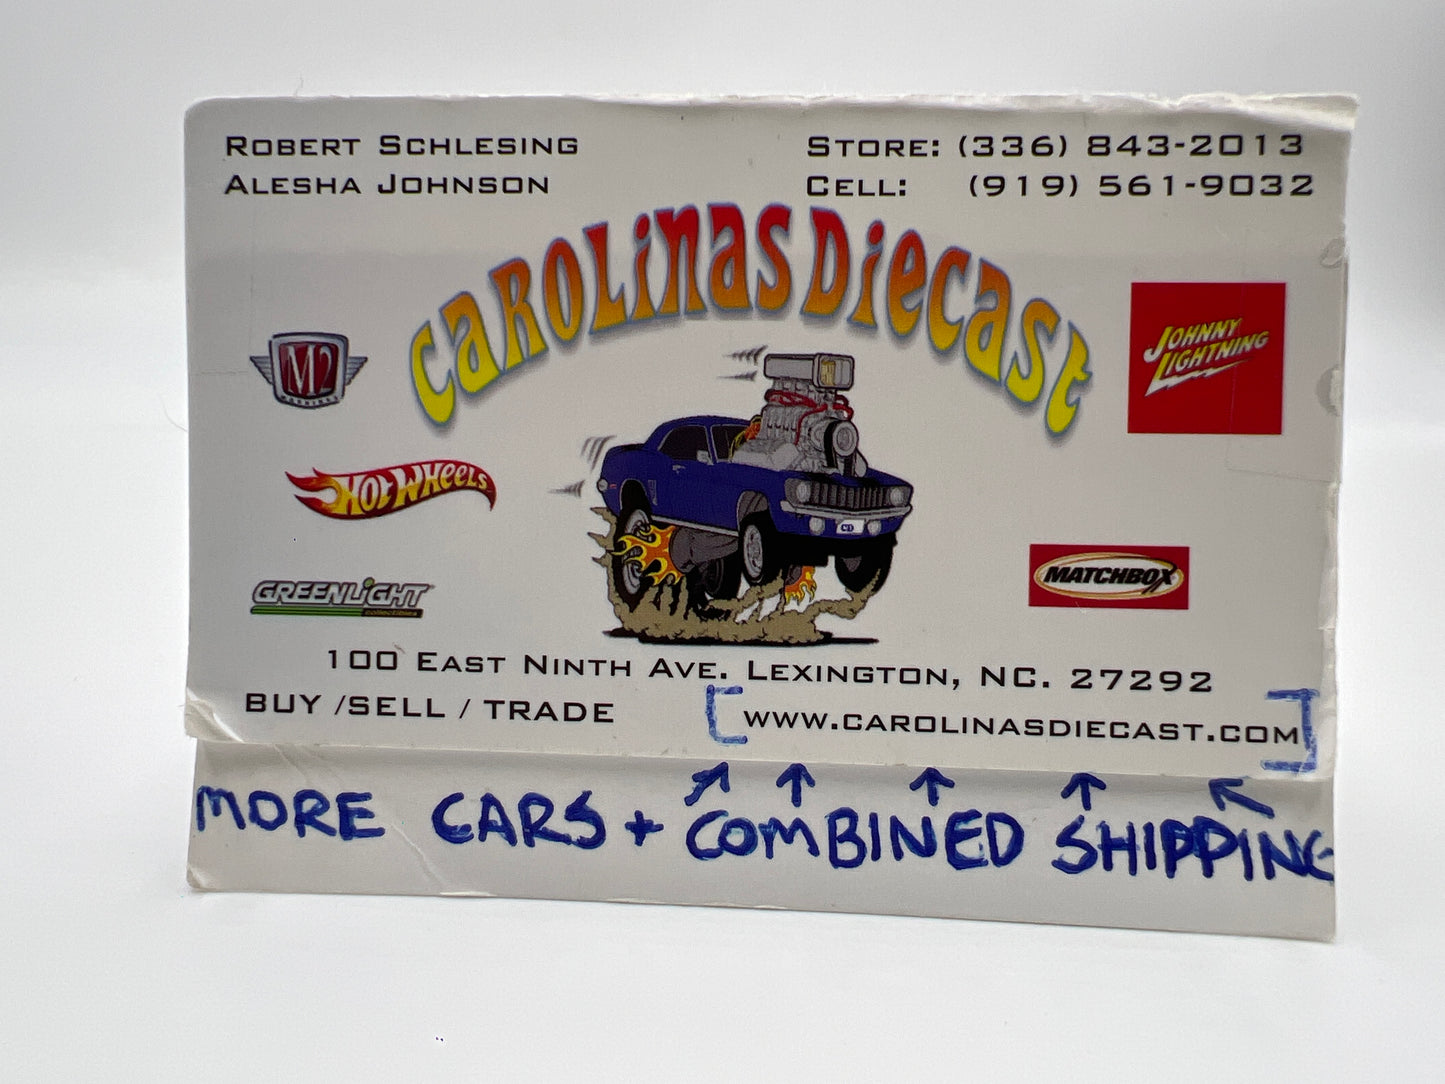 ROBERT SCHLESING
ALESHA JOHNSON
STORE: (336) 843-2013
CELL: (919) 561-9032
CAROLINAS DIECAST
M2
MACHINES
JOHNNY
LIGHTNING
HOT WHEELS
MATCHBOX
GREENLIGHT
collectibles
100 EAST NINTH AVE. LEXINGTON, NC. 27292
BUY /SELL / TRADE
[WWW.CAROLINASDIECAST.COM]
MORE CARS + COMBINED SHIPPING